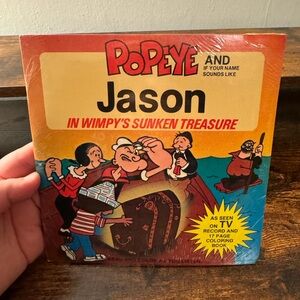 POPEYE AND
IF YOUR NAME
SOUNDS LIKE
Jason
IN WIMPY'S SUNKEN TREASURE
AS SEEN
ON TV
RECORD AND
17 PAGE
COLORING
BOOK